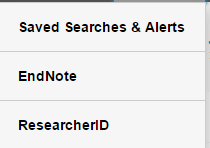 Saved Searches & Alerts
EndNote
ResearcherID